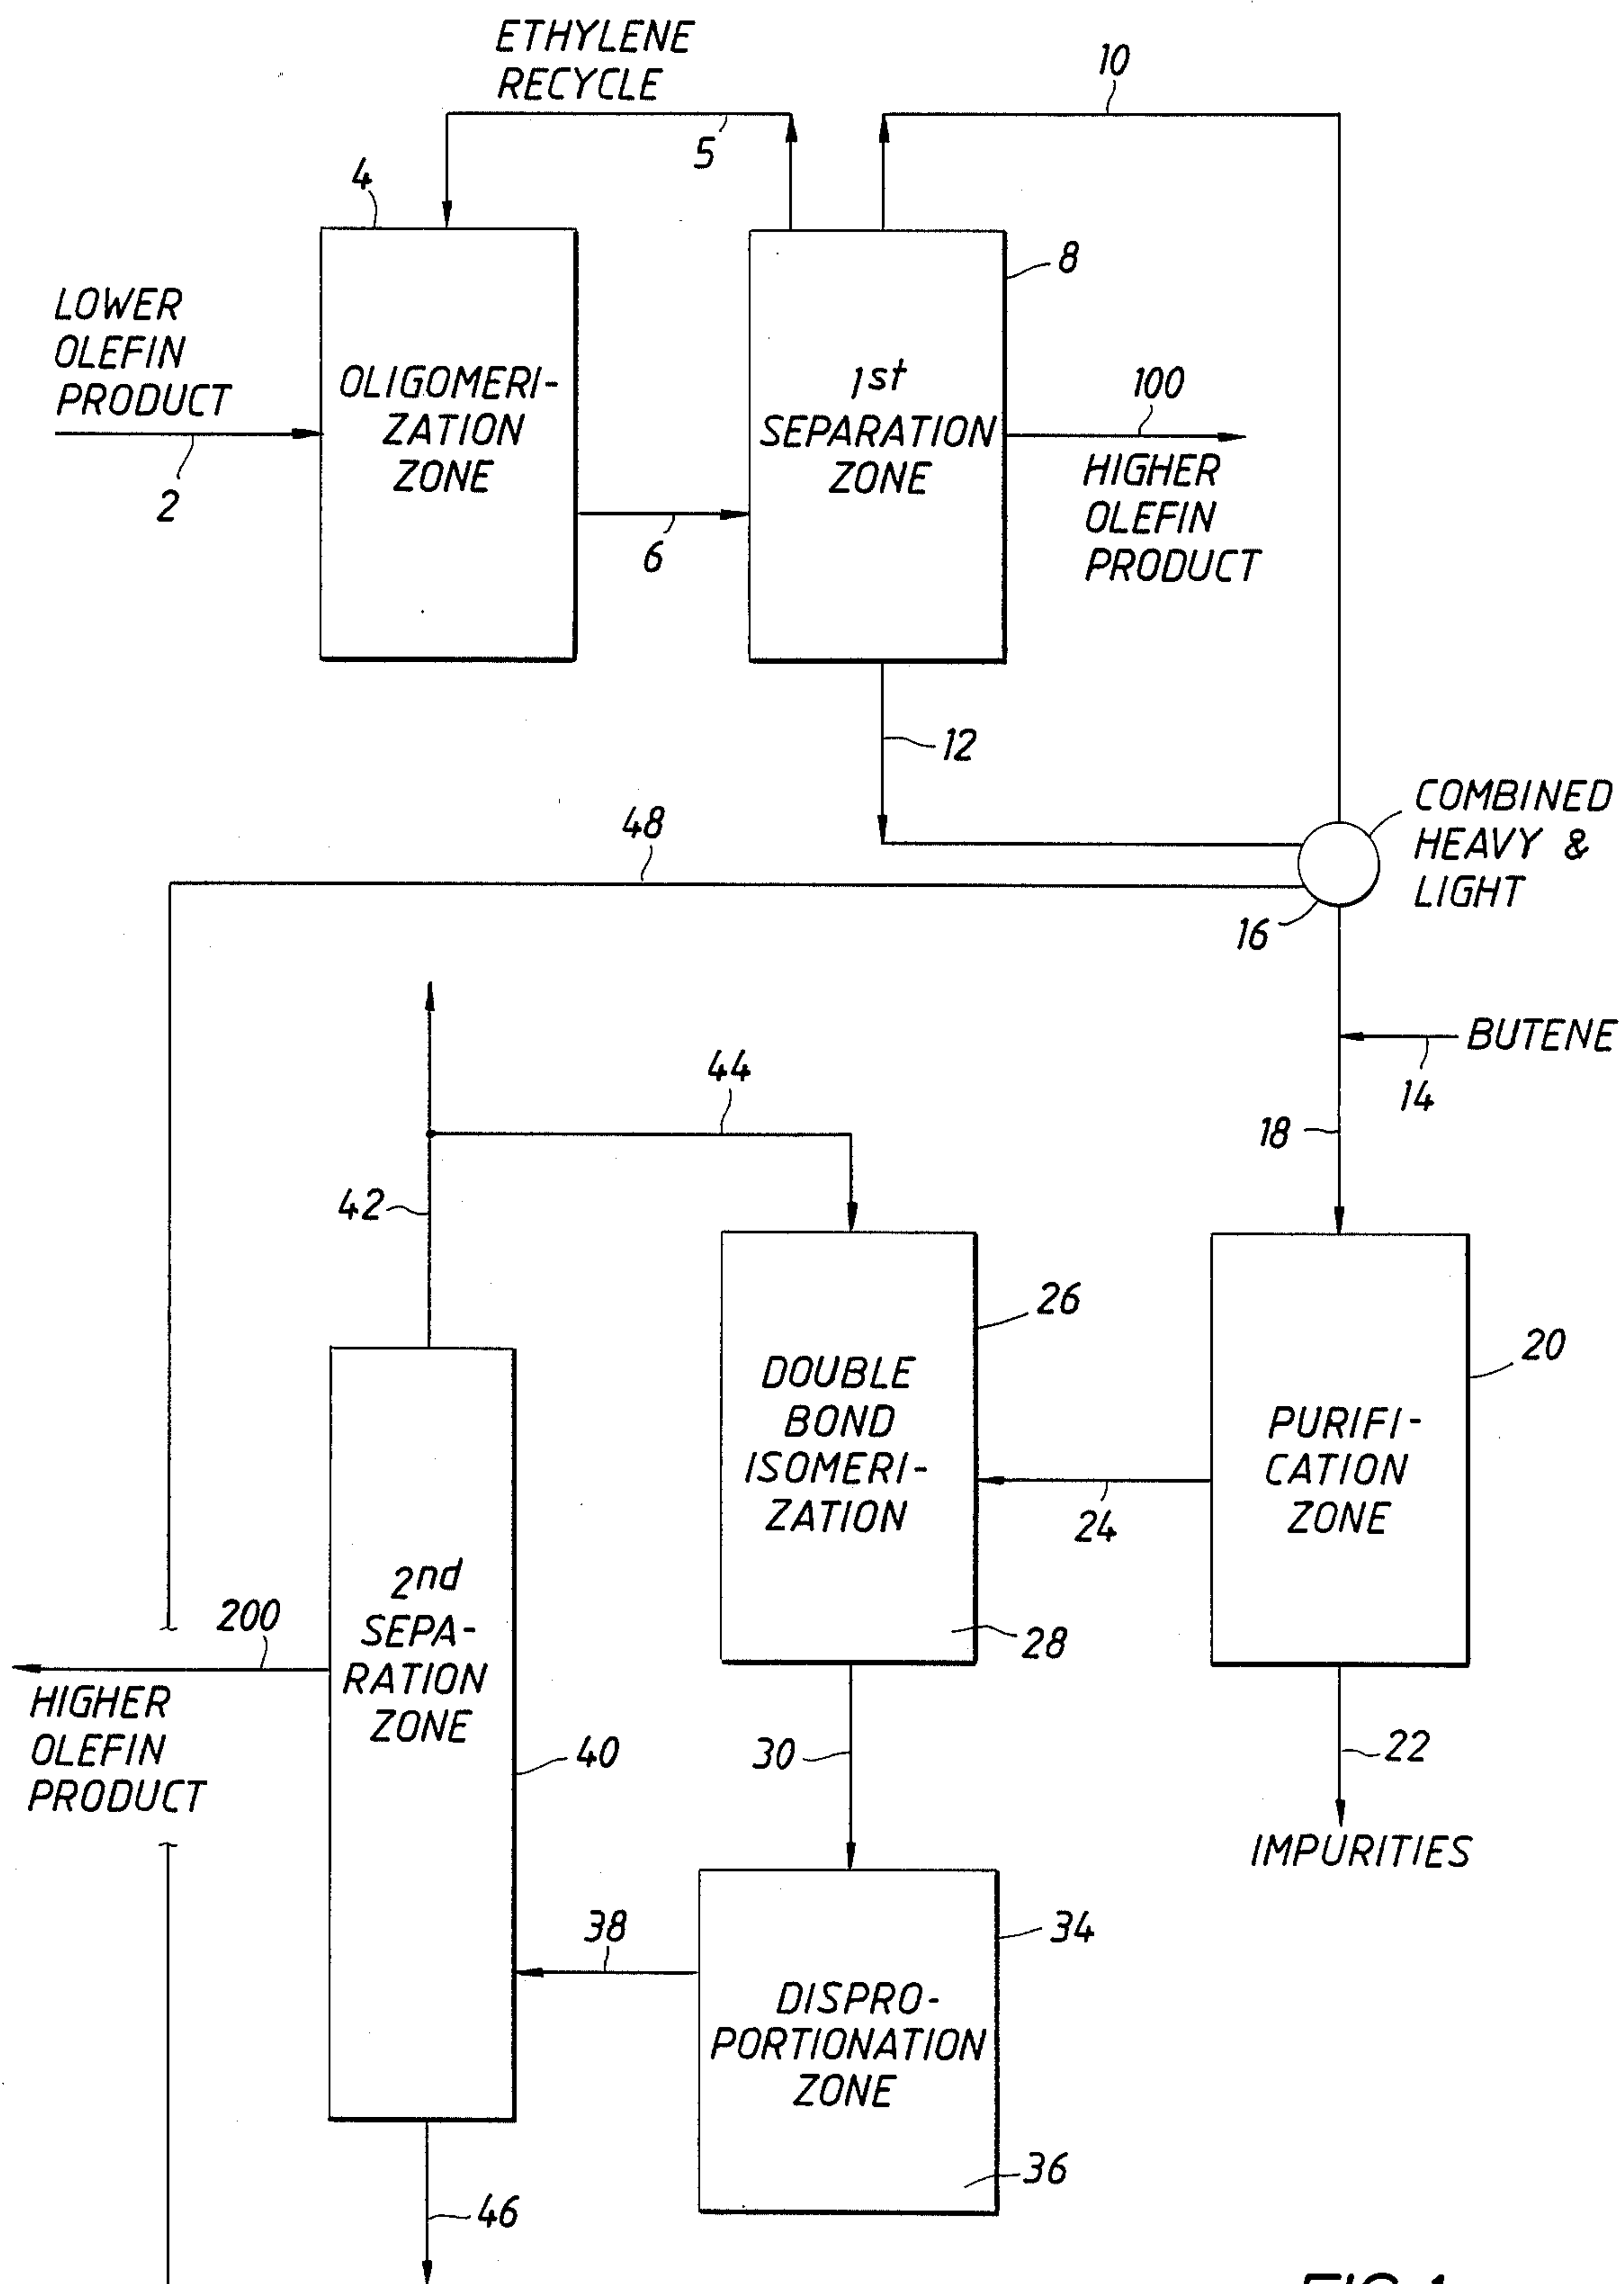 ETHYLENE
RECYCLE
10
5
4
8
LOWER
OLEFIN
PRODUCT
2
OLIGOMERI-
ZATION
ZONE
1st
SEPARATION
ZONE
100
HIGHER
OLEFIN
PRODUCT
6
12
COMBINED
HEAVY &
LIGHT
48
16
BUTENE
14
44
18
42
26
20
DOUBLE
BOND
ISOMERI-
ZATION
PURIFI-
CATION
ZONE
24
2nd
SEPA-
RATION
ZONE
200
28
HIGHER
OLEFIN
PRODUCT
40
30
22
IMPURITIES
38
34
DISPRO-
PORTIONATION
ZONE
36
46